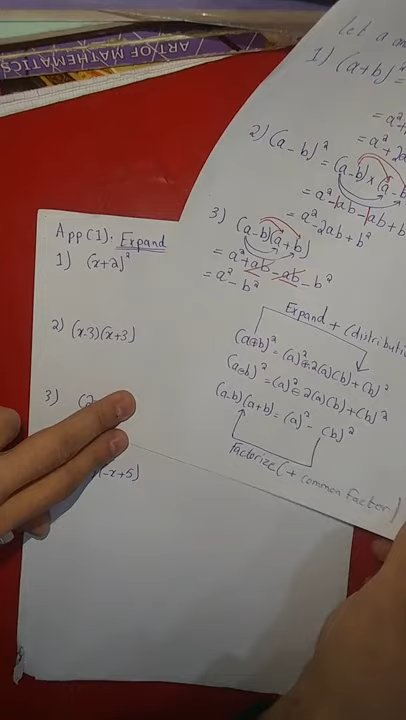 ART OF MATHEMATICS
Let a an
1) (a+b)² =
= a²+
= a²+2a
2) (a-b)² = (a-b)×(a-b
= a²-ab-ab+b
= a²-2ab+b²
3) (a-b)(a+b)
= a²+ab-ab-b²
= a²-b²
Expand + (distributi
(a+b)² = (a)²+2(a)(b)+(b)²
(a-b)² = (a)²-2(a)(b)+(b)²
(a-b)(a+b) = (a)² - (b)²
Factorize (+ common Factor)
App(1): Expand
1) (x+2)²
2) (x-3)(x+3)
3) (2
(-x+5)